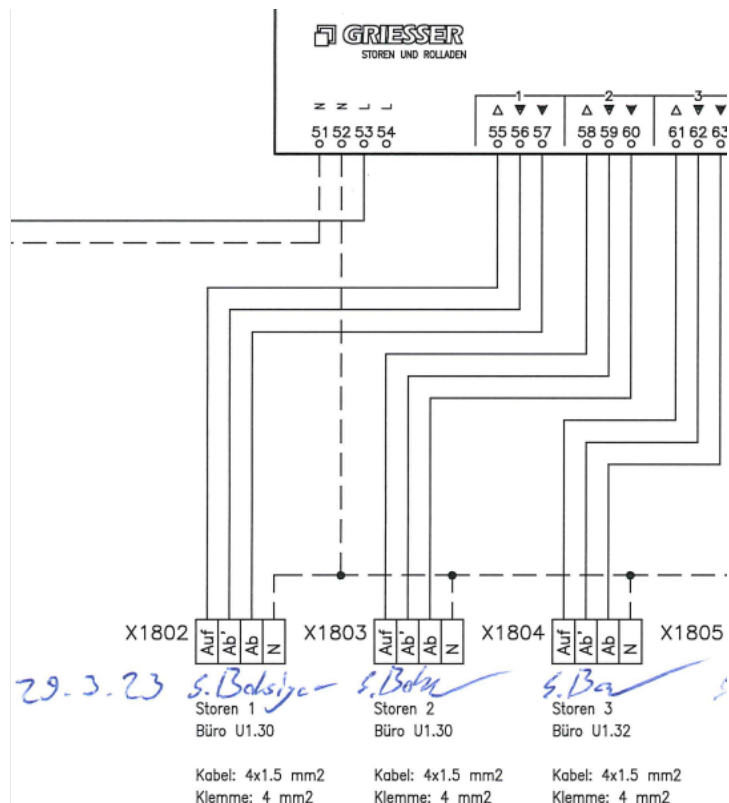 GRIESSER
STOREN UND ROLLADEN
1 2 3
N N L L
51 52 53 54 55 56 57 58 59 60 61 62 63
X1802 Auf Ab' Ab N X1803 Auf Ab' Ab N X1804 Auf Ab' Ab N X1805
29.3.23
Storen 1 Storen 2 Storen 3
Büro U1.30 Büro U1.30 Büro U1.32
Kabel: 4x1.5 mm2 Kabel: 4x1.5 mm2 Kabel: 4x1.5 mm2
Klemme: 4 mm2 Klemme: 4 mm2 Klemme: 4 mm2